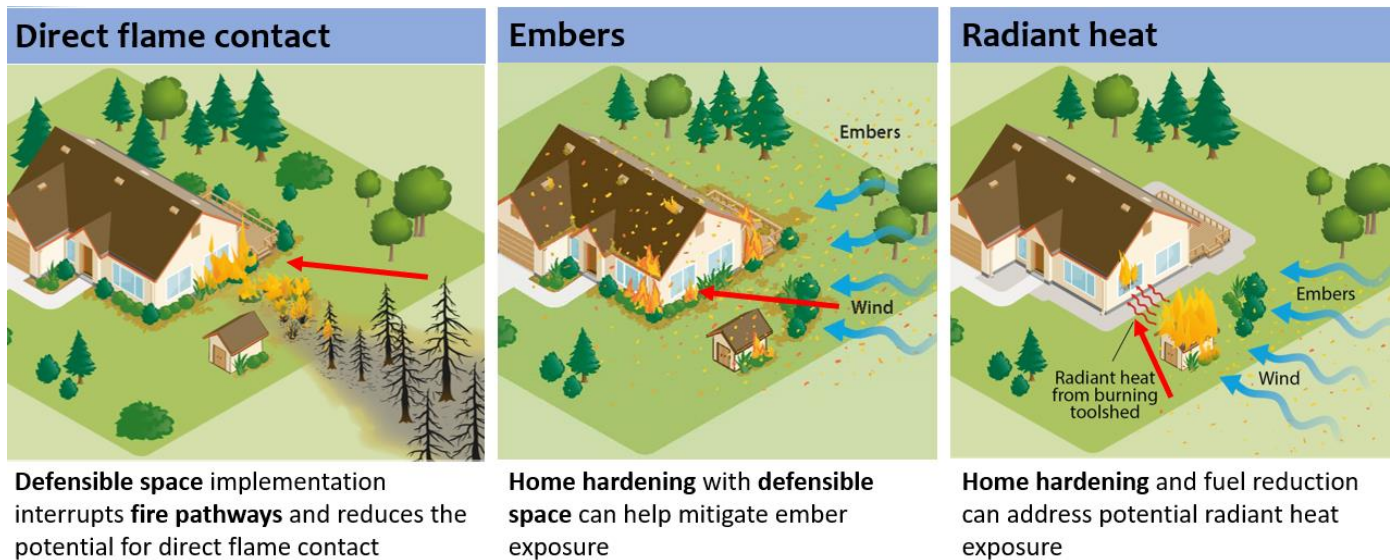 Direct flame contact
Defensible space implementation
interrupts fire pathways and reduces the
potential for direct flame contact
Embers
Embers
Wind
Home hardening with defensible
space can help mitigate ember
exposure
Radiant heat
Embers
Wind
Radiant heat
from burning
toolshed
Home hardening and fuel reduction
can address potential radiant heat
exposure